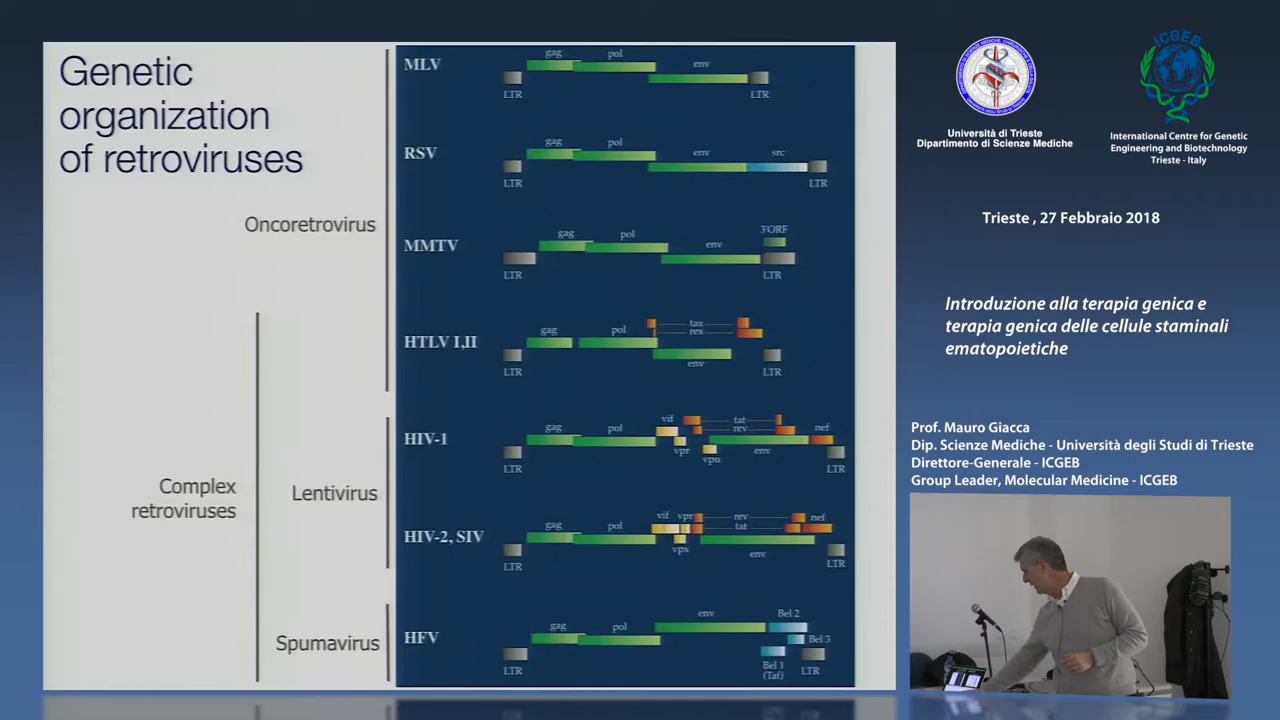 Genetic
organization
of retroviruses
Oncoretrovirus
Complex
retroviruses
Lentivirus
Spumavirus
MLV
gag
pol
env
LTR
LTR
RSV
gag
pol
env
src
LTR
LTR
MMTV
gag
pol
env
3'ORF
LTR
LTR
HTLV I,II
gag
pol
tax
rex
env
LTR
LTR
HIV-1
gag
pol
vif
tat
rev
nef
vpr
vpu
env
LTR
LTR
HIV-2, SIV
gag
pol
vif
vpr
rev
tat
nef
vpx
env
LTR
LTR
HFV
gag
pol
env
Bel 2
Bel 3
Bel 1
(Taf)
LTR
LTR
ICGEB
Università di Trieste
Dipartimento di Scienze Mediche
International Centre for Genetic
Engineering and Biotechnology
Trieste - Italy
Trieste , 27 Febbraio 2018
Introduzione alla terapia genica e
terapia genica delle cellule staminali
ematopoietiche
Prof. Mauro Giacca
Dip. Scienze Mediche - Università degli Studi di Trieste
Direttore-Generale - ICGEB
Group Leader, Molecular Medicine - ICGEB